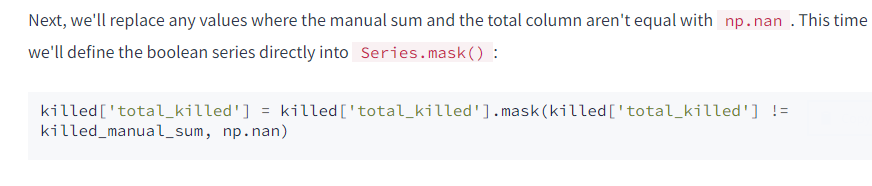 Next, we'll replace any values where the manual sum and the total column aren't equal with np.nan . This time
we'll define the boolean series directly into Series.mask() :
killed['total_killed'] = killed['total_killed'].mask(killed['total_killed'] !=
killed_manual_sum, np.nan)